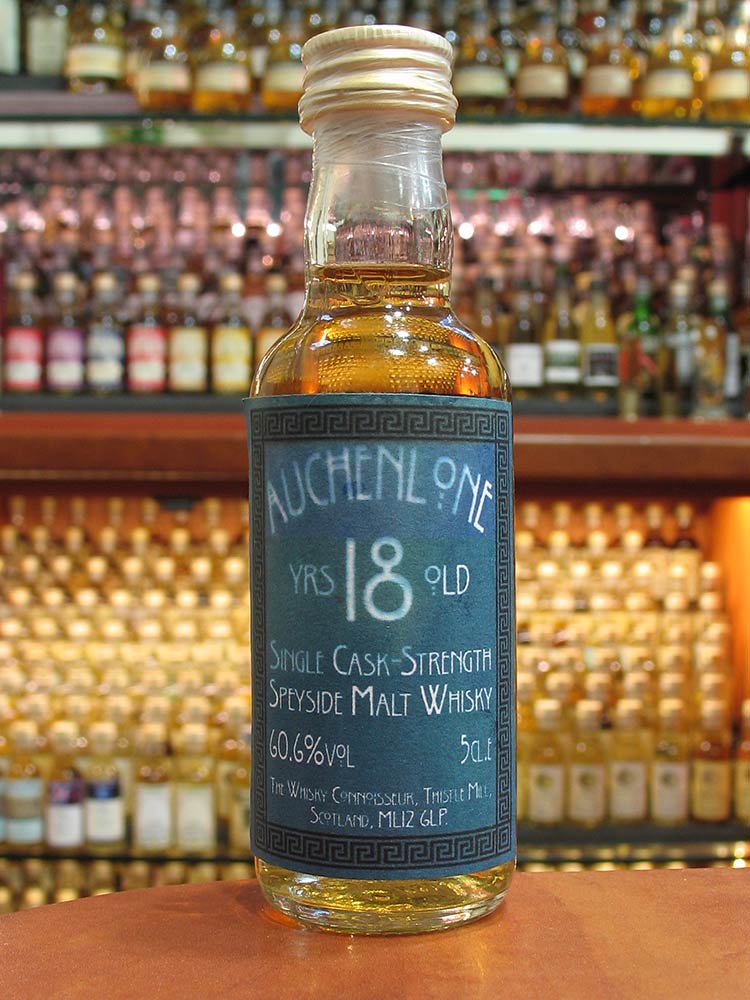 AUCHENLONE
YRS 18 OLD
SINGLE CASK-STRENGTH
SPEYSIDE MALT WHISKY
60.6%VOL 5CL.E
THE WHISKY CONNOISSEUR, THISTLE MILL,
SCOTLAND, ML12 6LP.